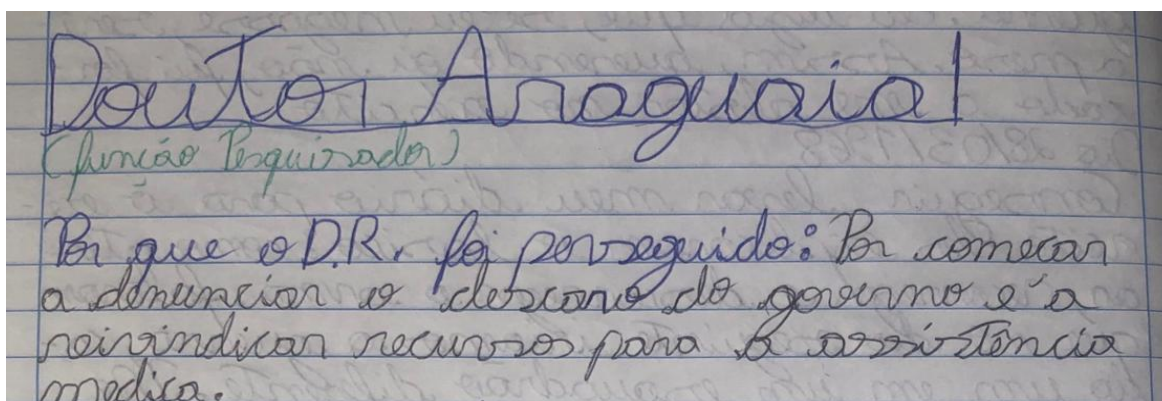 Doutor Araguaia!
(função Pesquisador)
Por que o D.R. foi perseguido: Por começar
a denunciar o descaso do governo e a
reivindicar recursos para a assistência
medica.